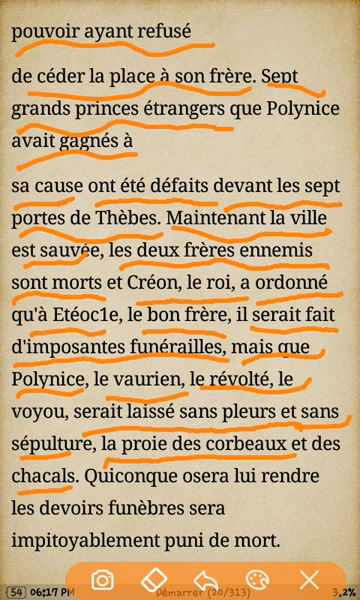 pouvoir ayant refusé
de céder la place à son frère. Sept
grands princes étrangers que Polynice
avait gagnés à
sa cause ont été défaits devant les sept
portes de Thèbes. Maintenant la ville
est sauvée, les deux frères ennemis
sont morts et Créon, le roi, a ordonné
qu'à Etéoc1e, le bon frère, il serait fait
d'imposantes funérailles, mais que
Polynice, le vaurien, le révolté, le
voyou, serait laissé sans pleurs et sans
sépulture, la proie des corbeaux et des
chacals. Quiconque osera lui rendre
les devoirs funèbres sera
impitoyablement puni de mort.
54 06:17 PM Démarrer (20/313) 3,2%